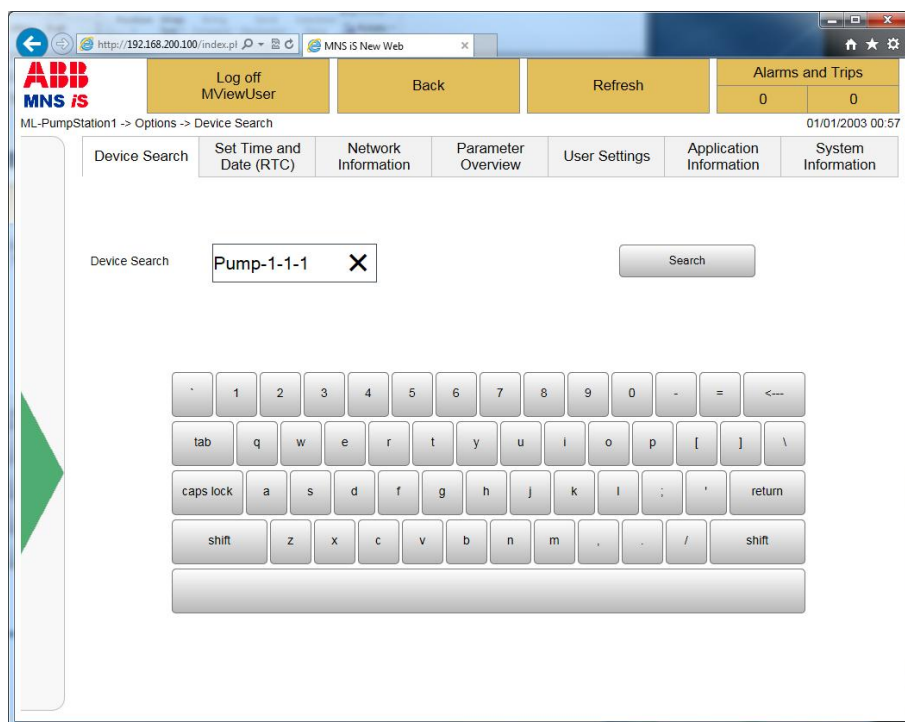 http://192.168.200.100/index.pl
MNS iS New Web
ABB
MNS iS
Log off
MViewUser
Back
Refresh
Alarms and Trips
0 0
ML-PumpStation1 -> Options -> Device Search
01/01/2003 00:57
Device Search
Set Time and
Date (RTC)
Network
Information
Parameter
Overview
User Settings
Application
Information
System
Information
Device Search
Pump-1-1-1
Search
` 1 2 3 4 5 6 7 8 9 0 - = <---
tab q w e r t y u i o p [ ] \
caps lock a s d f g h j k l ; ' return
shift z x c v b n m , . / shift